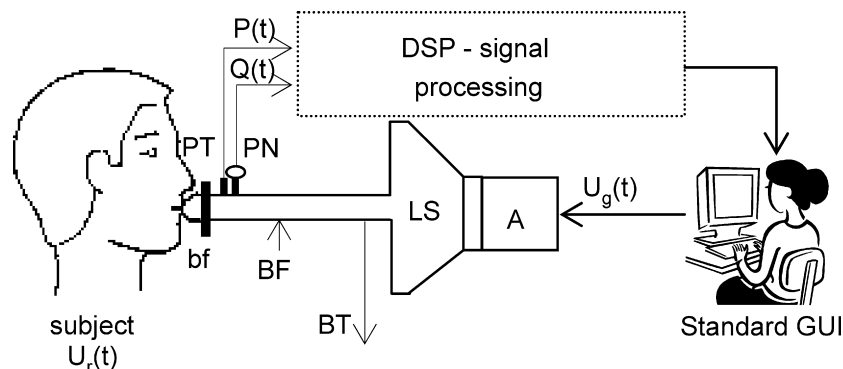 P(t)
Q(t)
DSP - signal
processing
PT
PN
LS
A
U_g(t)
bf
BF
BT
subject
U_r(t)
Standard GUI